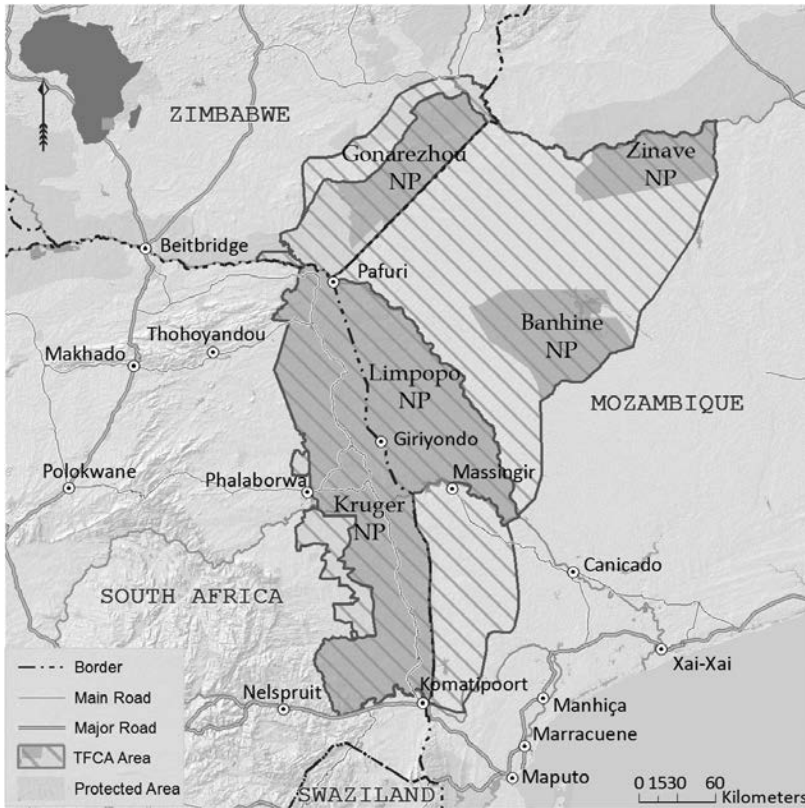 ZIMBABWE
Gonarezhou
NP
Zinave
NP
Beitbridge
Pafuri
Thohoyandou
Makhado
Banhine
NP
Limpopo
NP
MOZAMBIQUE
Giriyondo
Polokwane
Phalaborwa
Massingir
Kruger
NP
Canicado
SOUTH AFRICA
Xai-Xai
Border
Main Road
Major Road
TFCA Area
Protected Area
Nelspruit
Komatipoort
Manhiça
Marracuene
Maputo
SWAZILAND
0 1530 60
Kilometers